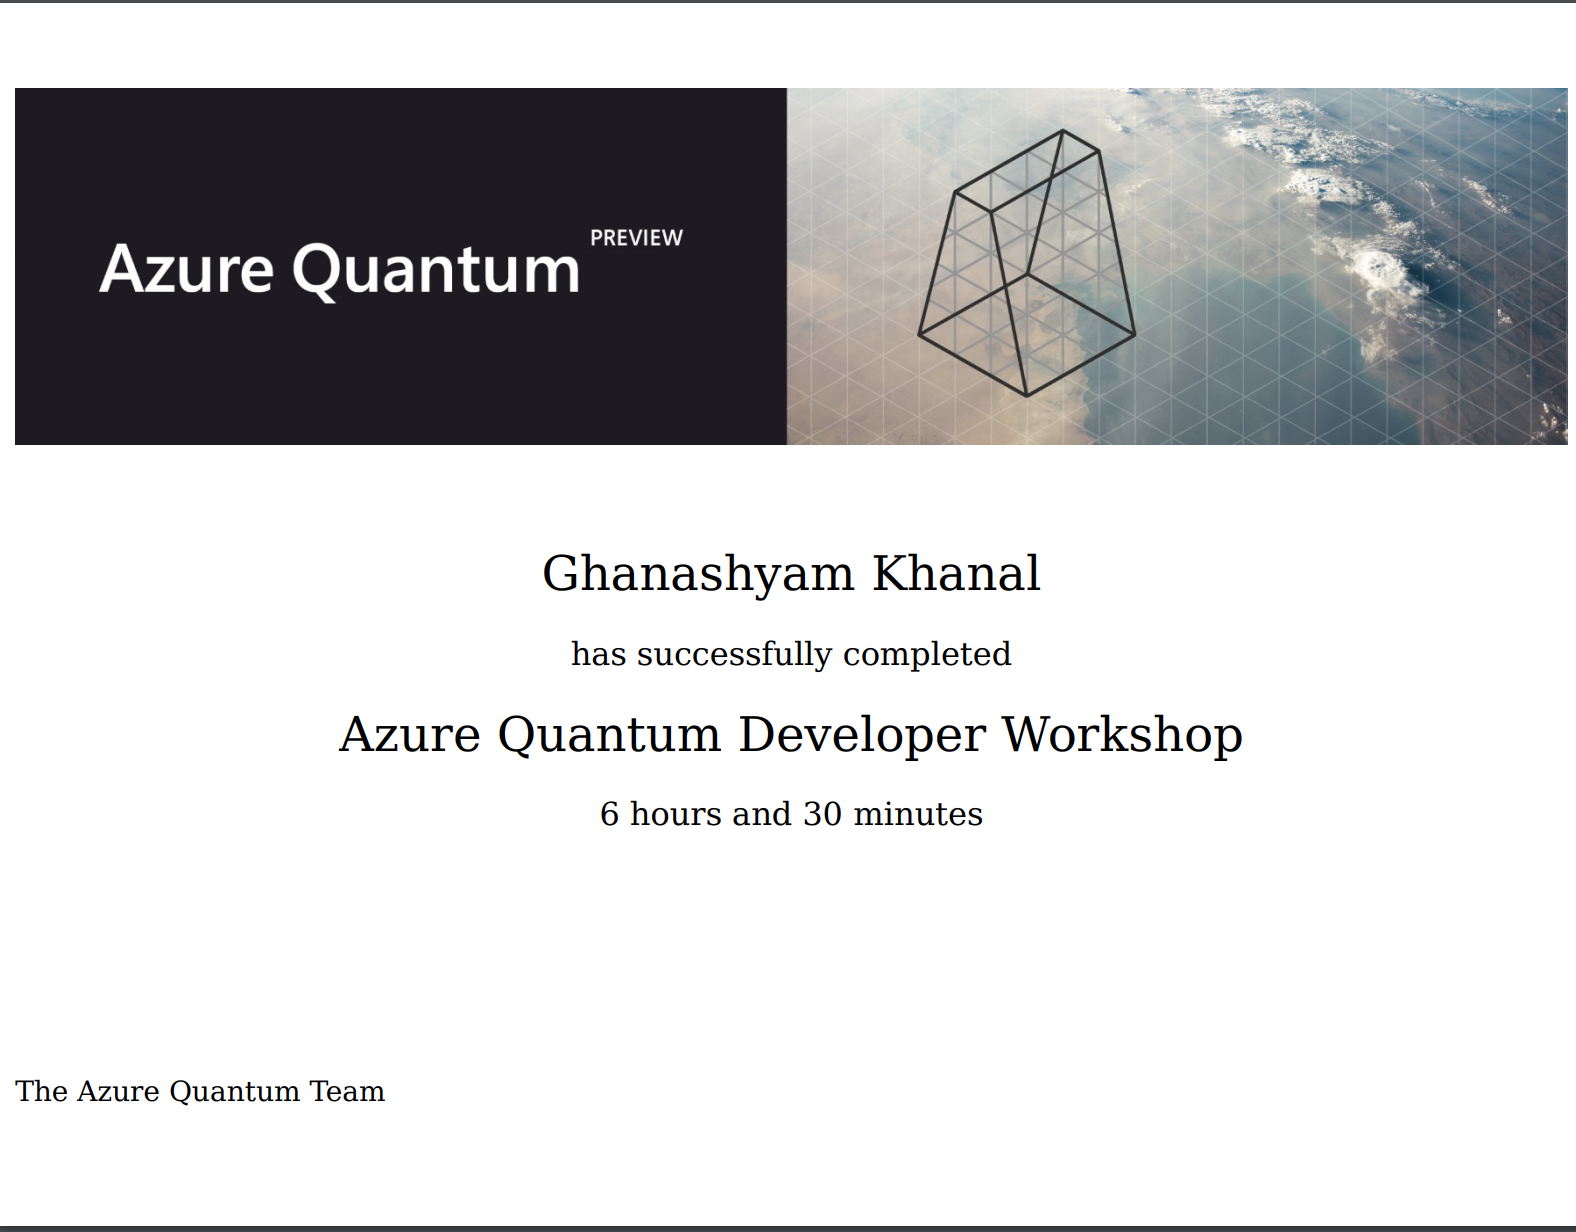 Azure Quantum PREVIEW
Ghanashyam Khanal
has successfully completed
Azure Quantum Developer Workshop
6 hours and 30 minutes
The Azure Quantum Team